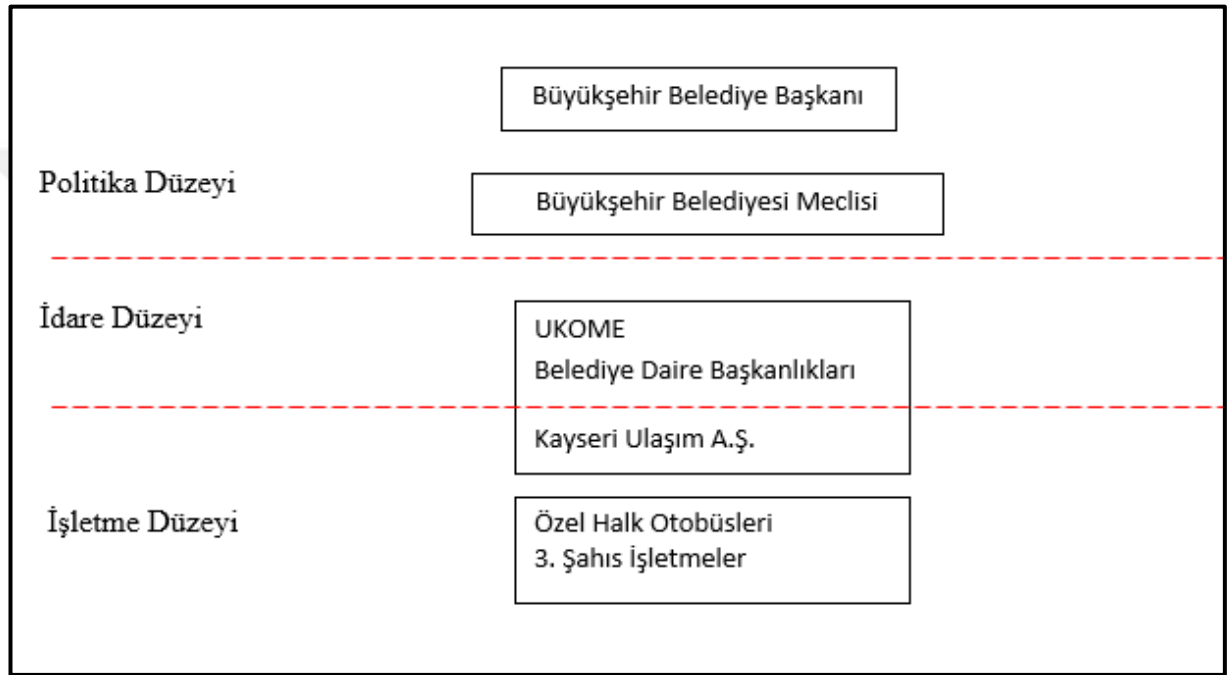 Büyükşehir Belediye Başkanı
Politika Düzeyi
Büyükşehir Belediyesi Meclisi
İdare Düzeyi
UKOME
Belediye Daire Başkanlıkları
Kayseri Ulaşım A.Ş.
İşletme Düzeyi
Özel Halk Otobüsleri
3. Şahıs İşletmeler